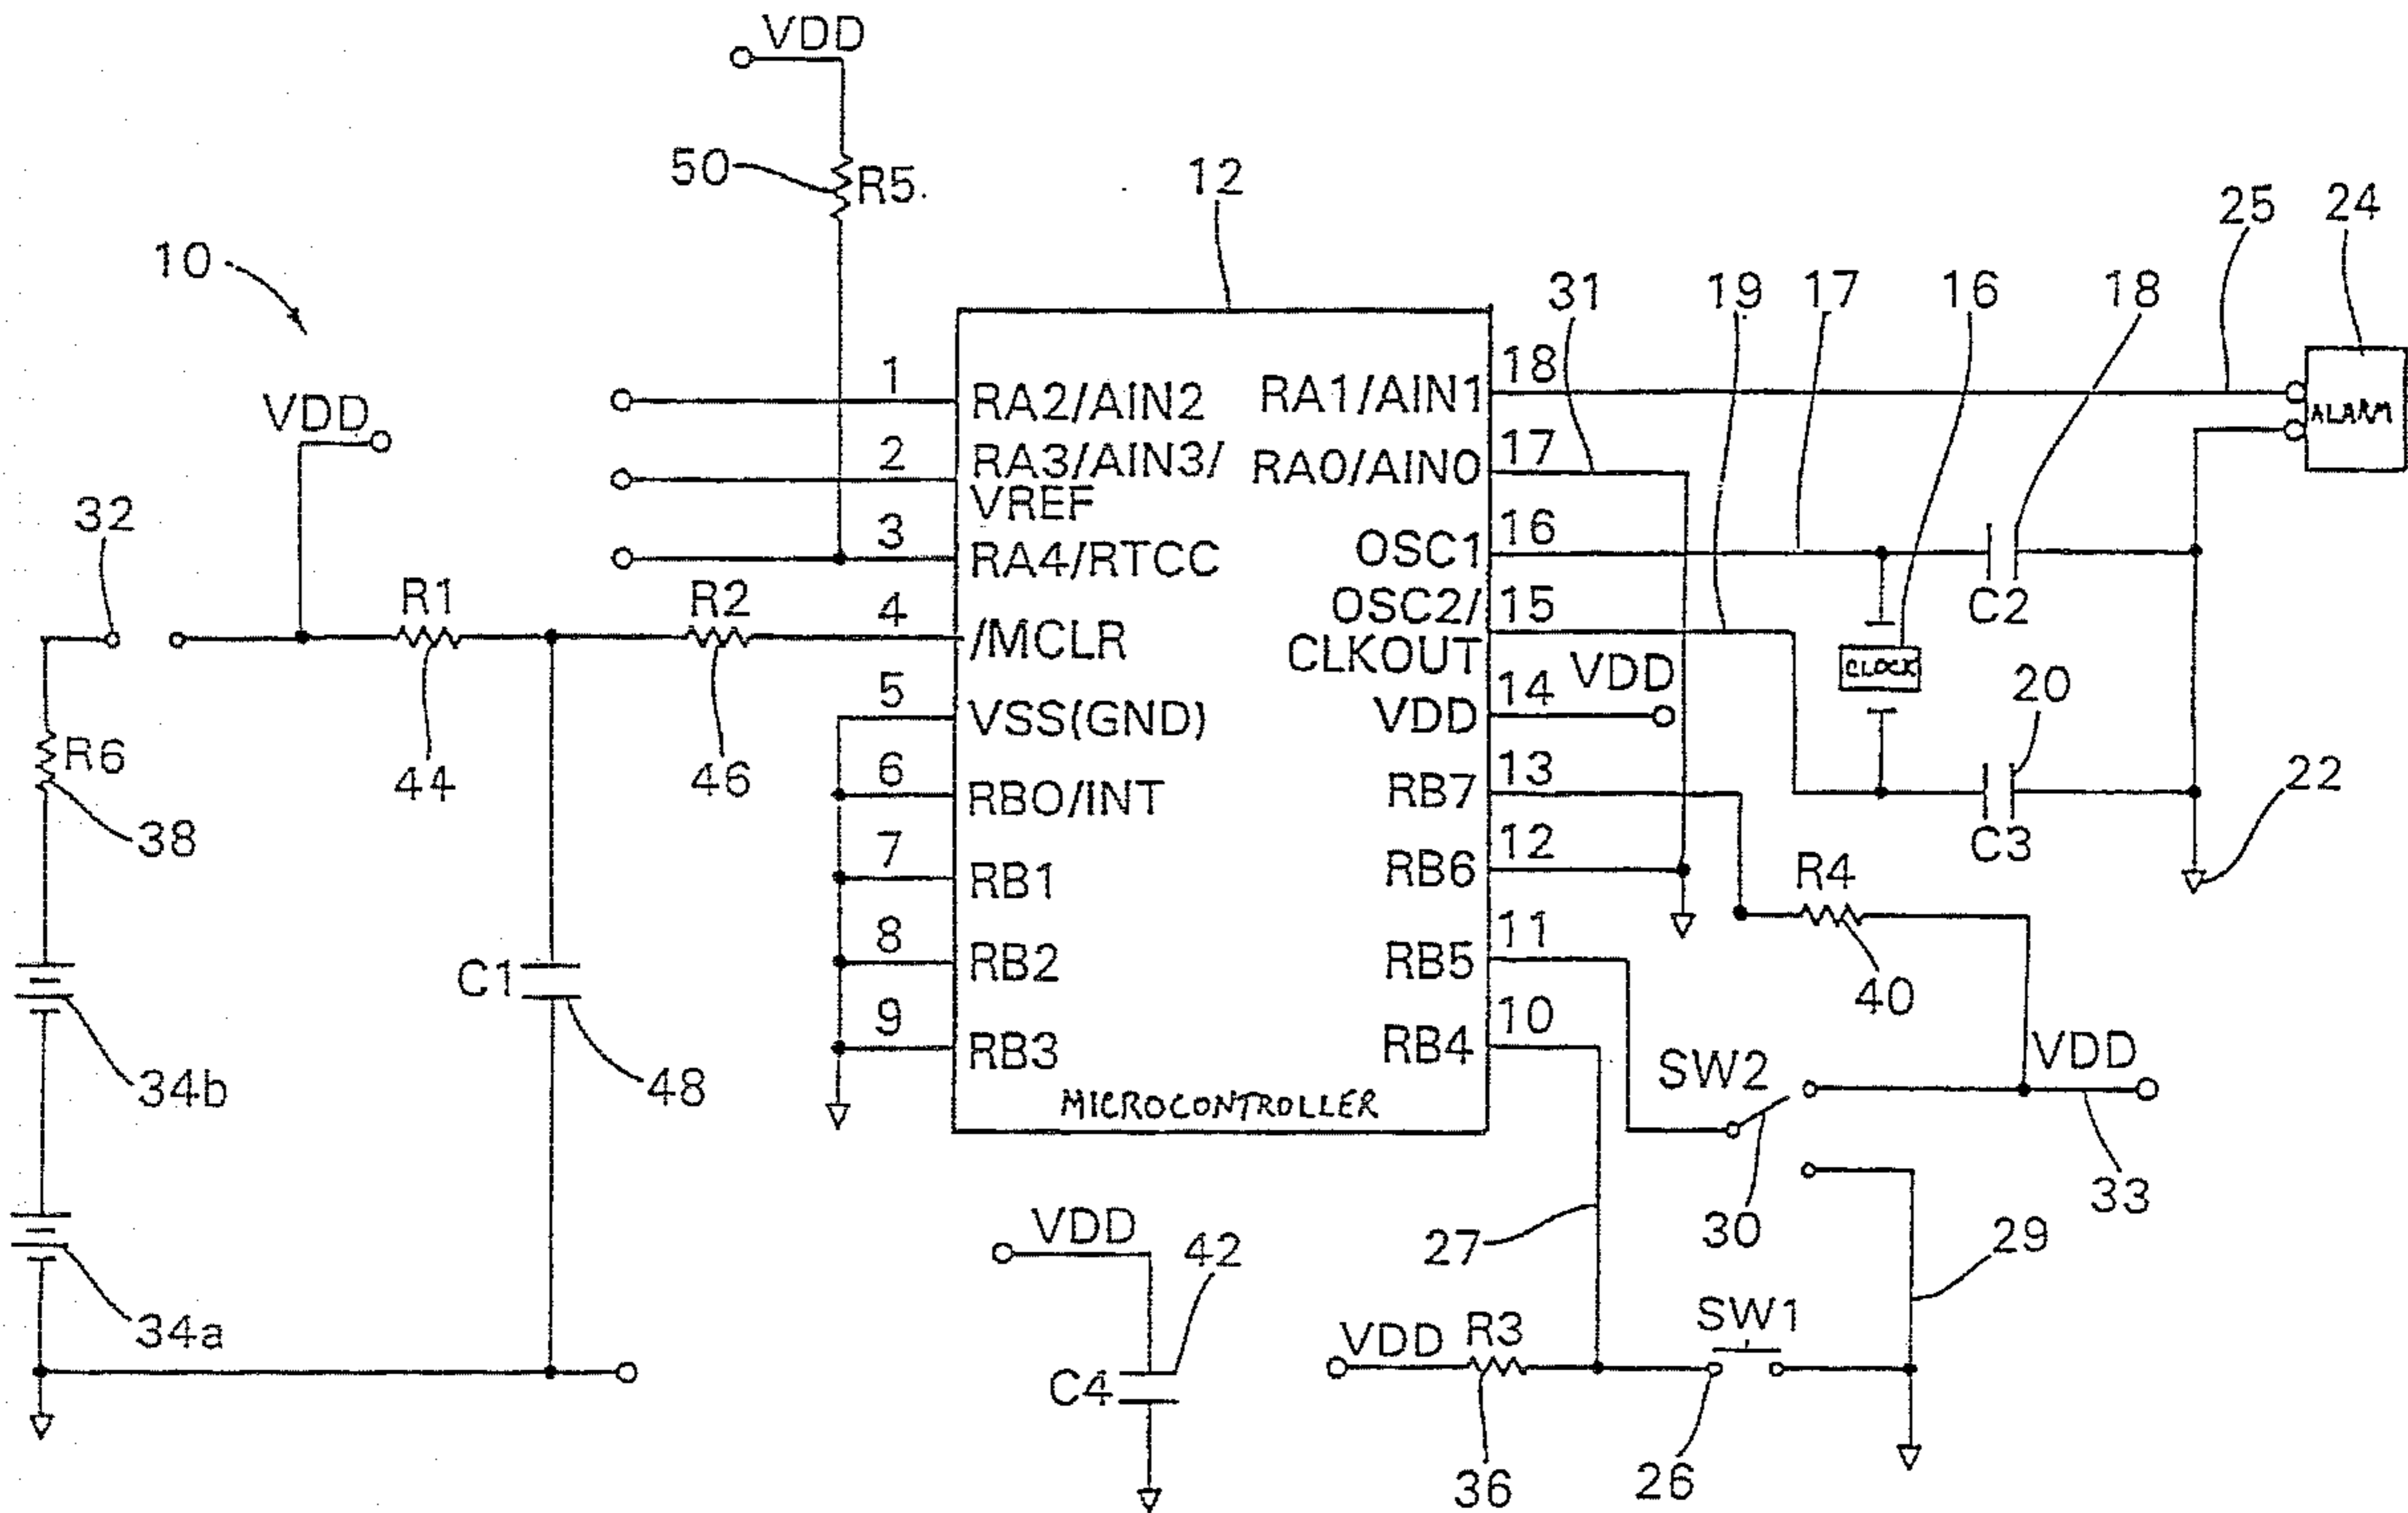 VDD
50
R5.
12
25
24
10
31
19
17
16
18
VDD
1
RA2/AIN2
RA1/AIN1
18
ALARM
2
RA3/AIN3/
VREF
RA0/AIN0
17
32
3
RA4/RTCC
OSC1
16
C2
R1
R2
4
/MCLR
OSC2/
CLKOUT
15
CLOCK
20
44
46
5
VSS(GND)
VDD
14
VDD
R6
38
6
RB0/INT
RB7
13
C3
22
7
RB1
RB6
12
R4
8
RB2
RB5
11
40
C1
48
9
RB3
RB4
10
34b
MICROCONTROLLER
SW2
VDD
30
33
34a
VDD
42
C4
27
29
VDD
R3
SW1
36
26